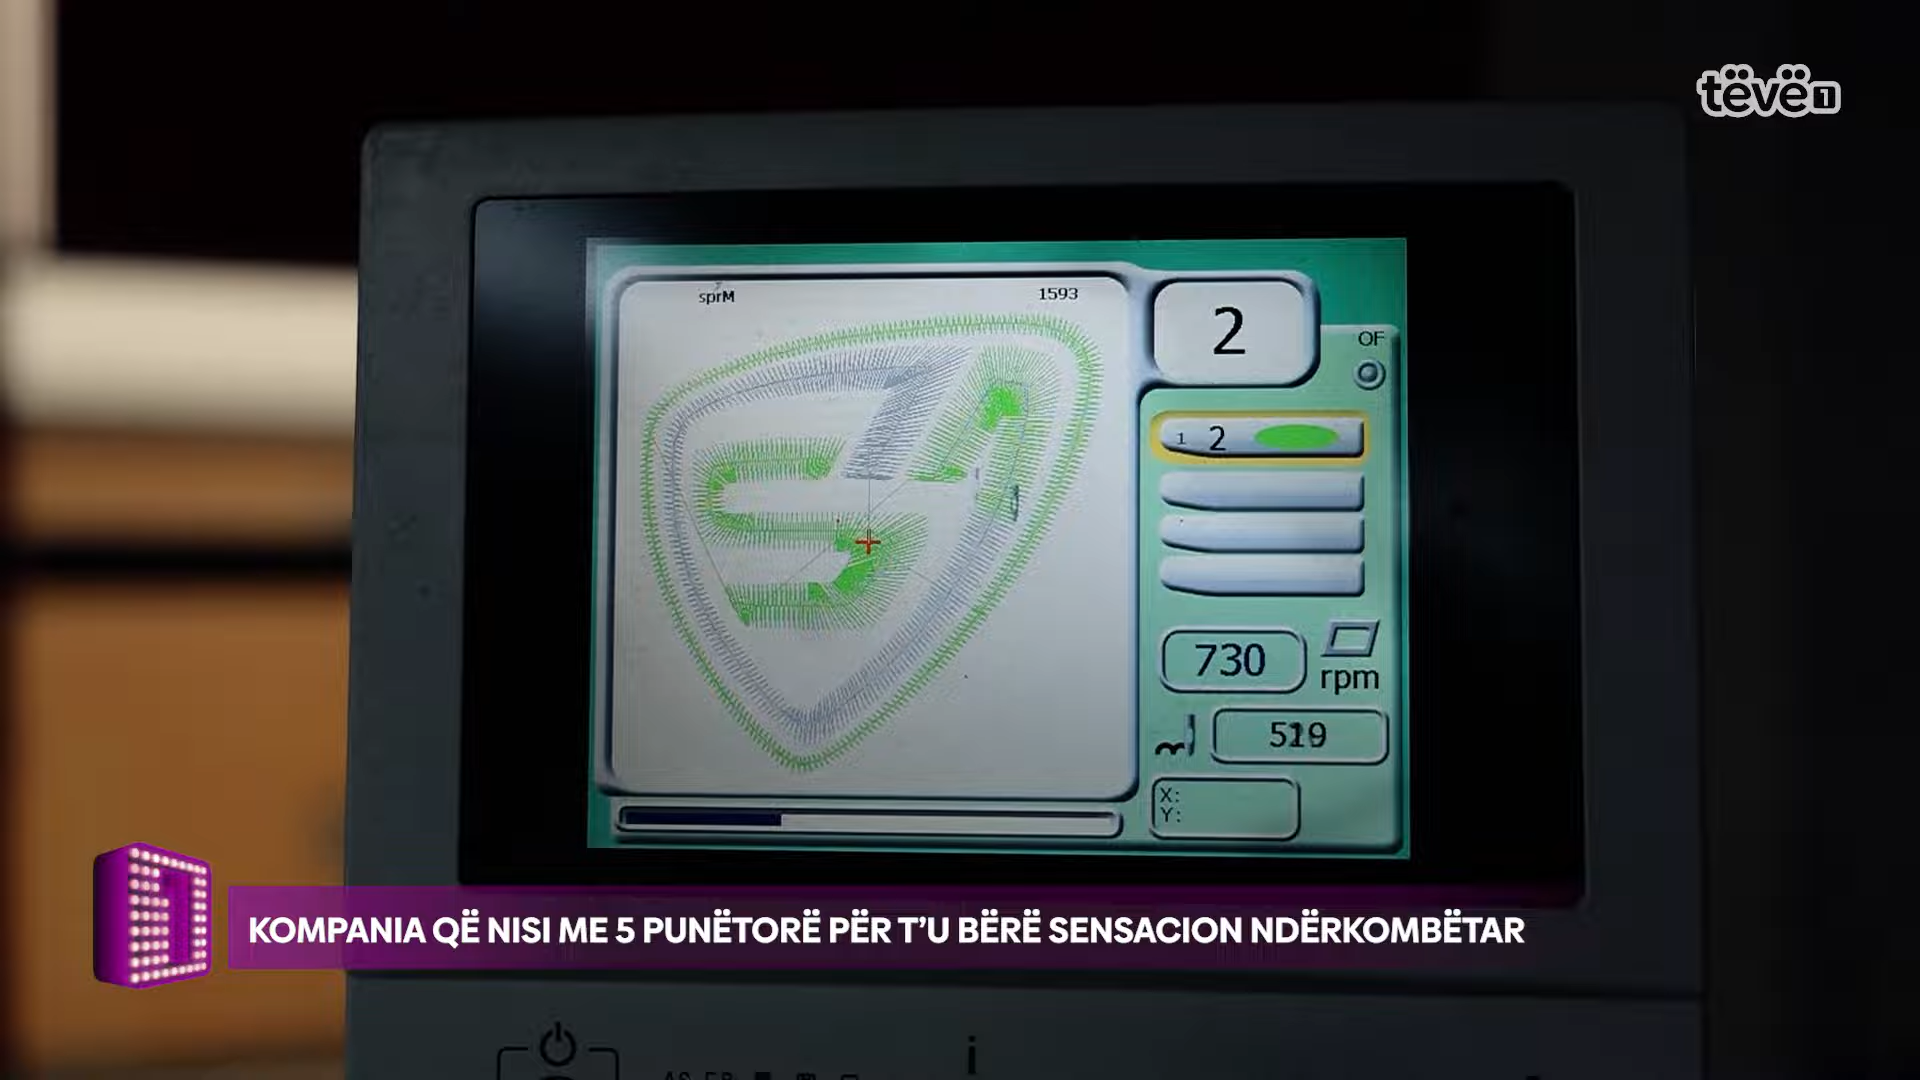 tëvë1
sprM 1593
2
OF
1 2
730 rpm
519
X:
Y:
KOMPANIA QË NISI ME 5 PUNËTORË PËR T’U BËRË SENSACION NDËRKOMBËTAR
i